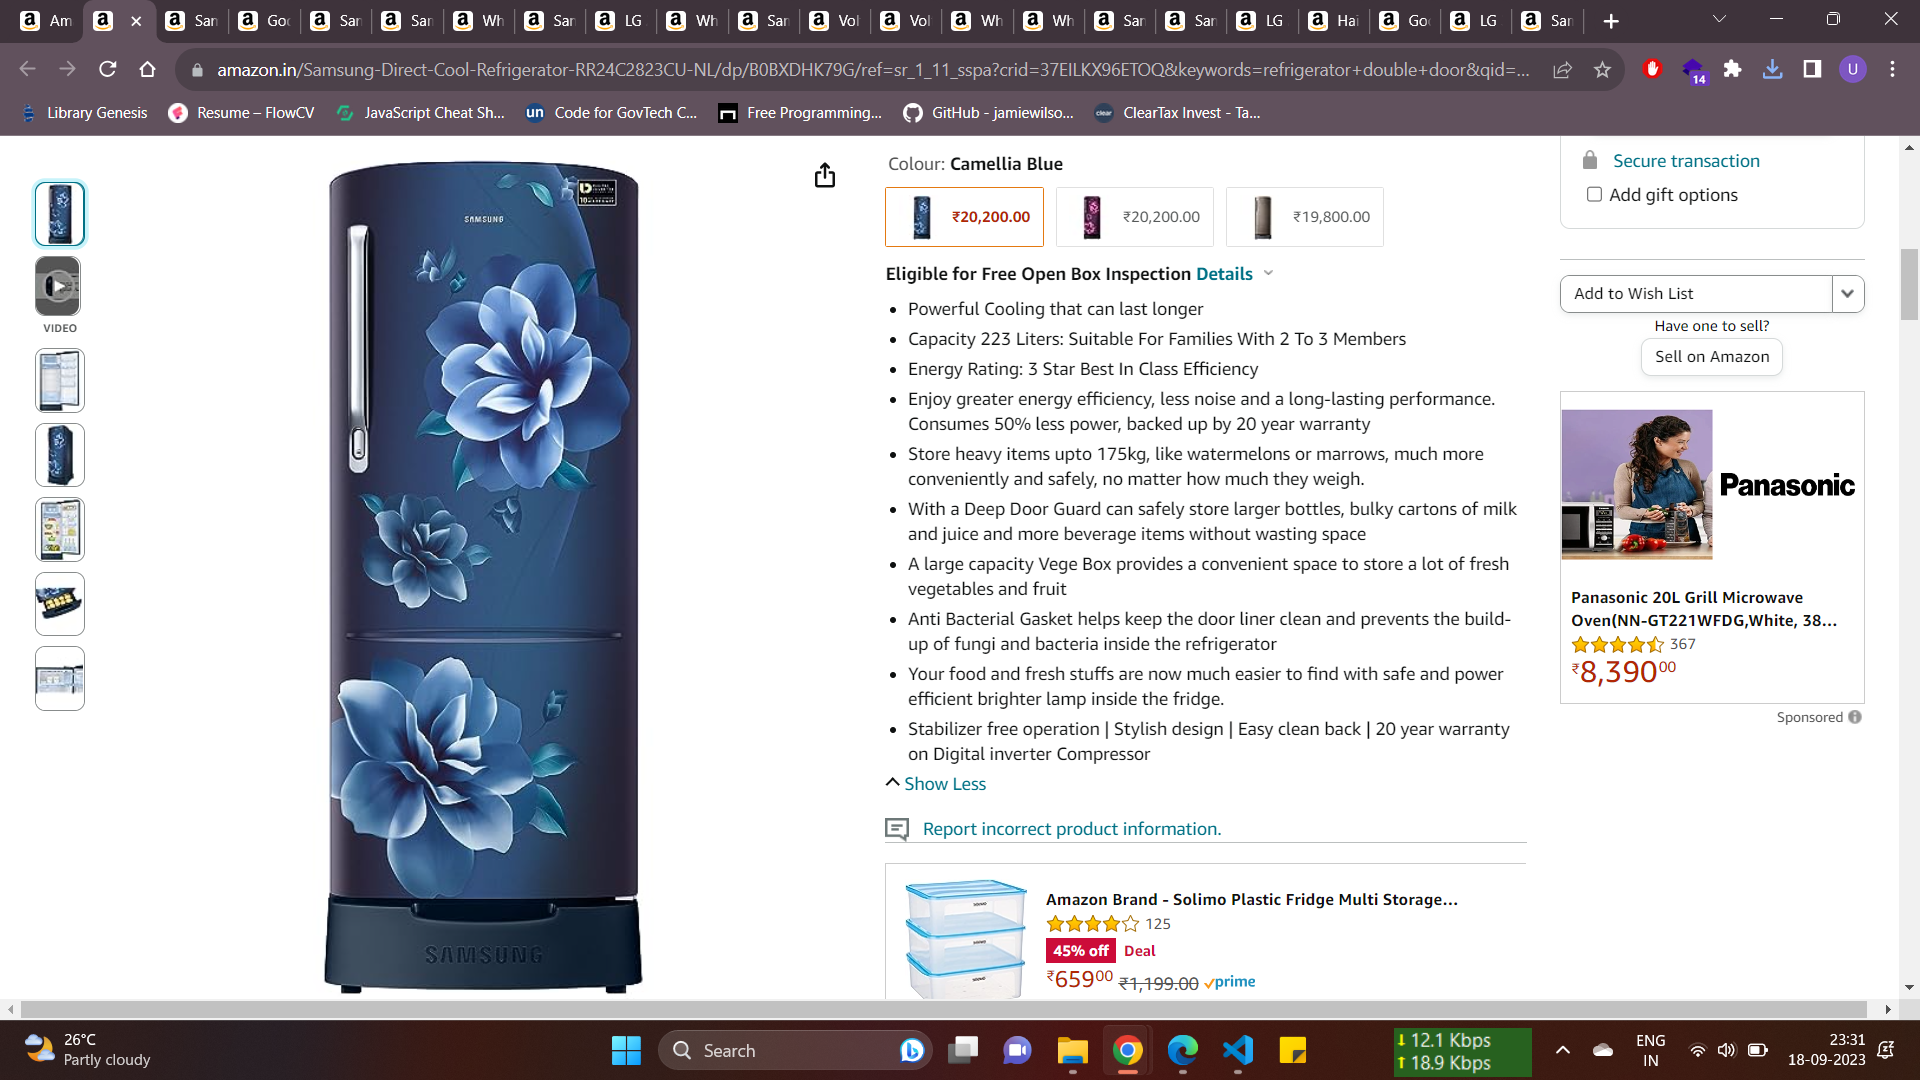 Am
San
Goo
San
San
Wh
San
LG
Wh
San
Vol
Vol
Wh
Wh
San
San
LG
Hai
Goo
LG
San
amazon.in/Samsung-Direct-Cool-Refrigerator-RR24C2823CU-NL/dp/B0BXDHK79G/ref=sr_1_11_sspa?crid=37EILKX96ETOQ&keywords=refrigerator+double+door&qid=...
14
U
Library Genesis
Resume – FlowCV
JavaScript Cheat Sh...
un
Code for GovTech C...
Free Programming...
GitHub - jamiewilso...
clear
ClearTax Invest - Ta...
VIDEO
SAMSUNG
SAMSUNG
Colour: Camellia Blue
₹20,200.00
₹20,200.00
₹19,800.00
Eligible for Free Open Box Inspection Details
• Powerful Cooling that can last longer
• Capacity 223 Liters: Suitable For Families With 2 To 3 Members
• Energy Rating: 3 Star Best In Class Efficiency
• Enjoy greater energy efficiency, less noise and a long-lasting performance.
Consumes 50% less power, backed up by 20 year warranty
• Store heavy items upto 175kg, like watermelons or marrows, much more
conveniently and safely, no matter how much they weigh.
• With a Deep Door Guard can safely store larger bottles, bulky cartons of milk
and juice and more beverage items without wasting space
• A large capacity Vege Box provides a convenient space to store a lot of fresh
vegetables and fruit
• Anti Bacterial Gasket helps keep the door liner clean and prevents the build-
up of fungi and bacteria inside the refrigerator
• Your food and fresh stuffs are now much easier to find with safe and power
efficient brighter lamp inside the fridge.
• Stabilizer free operation | Stylish design | Easy clean back | 20 year warranty
on Digital inverter Compressor
Show Less
Report incorrect product information.
Amazon Brand - Solimo Plastic Fridge Multi Storage...
125
45% off Deal
₹65900 ₹1,199.00 prime
Secure transaction
Add gift options
Add to Wish List
Have one to sell?
Sell on Amazon
Panasonic
Panasonic 20L Grill Microwave
Oven(NN-GT221WFDG,White, 38...
367
₹8,39000
Sponsored
26°C
Partly cloudy
Search
12.1 Kbps
18.9 Kbps
ENG
IN
23:31
18-09-2023